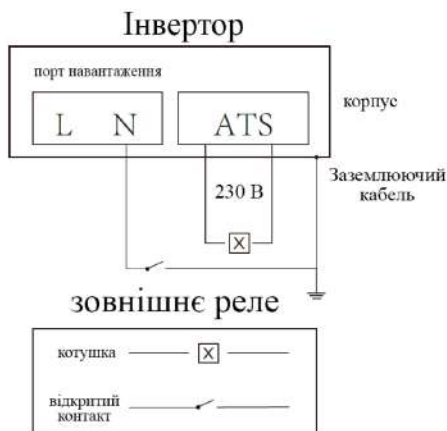 Інвертор
порт навантаження
L N
ATS
корпус
Заземлюючий
кабель
230 В
X
зовнішнє реле
котушка
X
відкритий
контакт